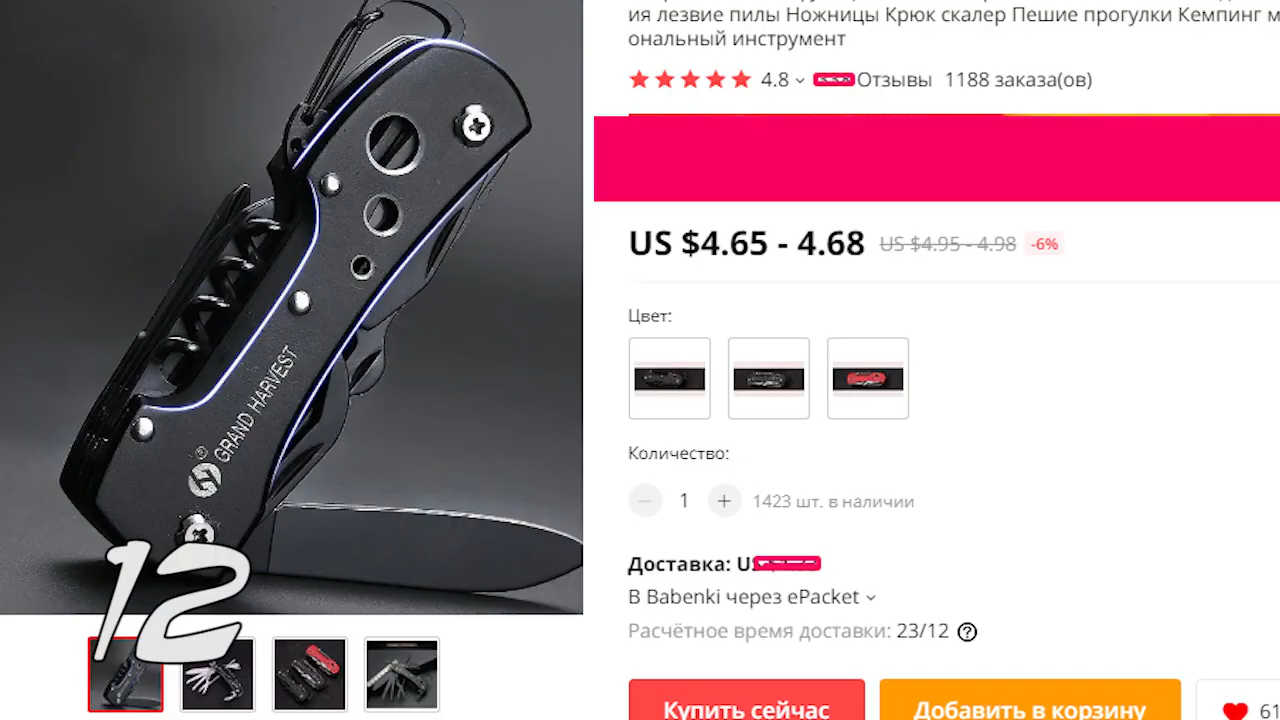 ия лезвие пилы Ножницы Крюк скалер Пешие прогулки Кемпинг м
ональный инструмент
4.8 Отзывы 1188 заказа(ов)
US $4.65 - 4.68 US $4.95 - 4.98 -6%
Цвет:
GRAND HARVEST
®
Количество:
1 1423 шт. в наличии
Доставка: US
В Babenki через ePacket
Расчётное время доставки: 23/12 ?
12
Купить сейчас
Добавить в корзину
61